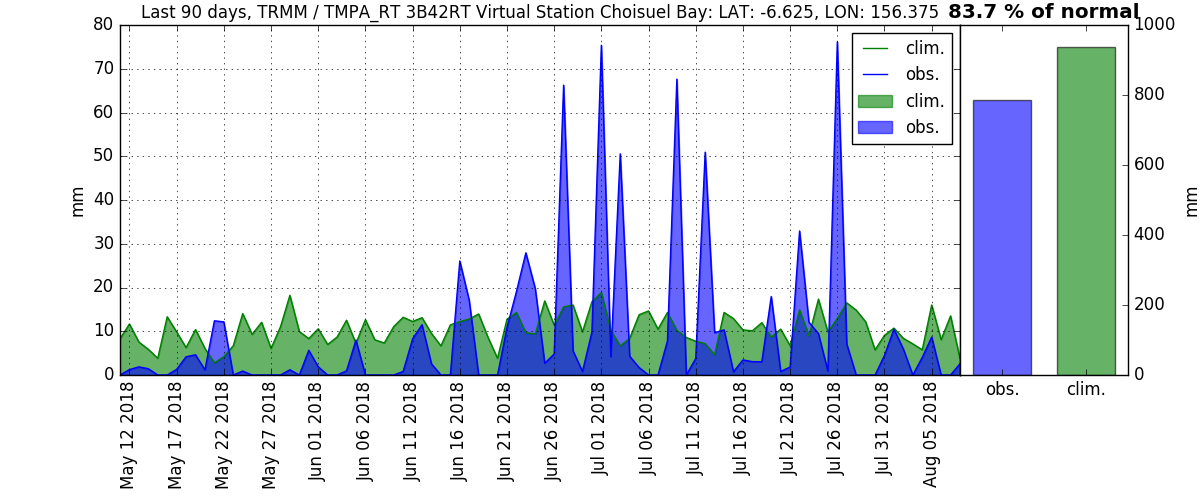 Last 90 days, TRMM / TMPA_RT 3B42RT Virtual Station Choisuel Bay: LAT: -6.625, LON: 156.375
83.7 % of normal
mm
80
70
60
50
40
30
20
10
0
clim.
obs.
clim.
obs.
May 12 2018
May 17 2018
May 22 2018
May 27 2018
Jun 01 2018
Jun 06 2018
Jun 11 2018
Jun 16 2018
Jun 21 2018
Jun 26 2018
Jul 01 2018
Jul 06 2018
Jul 11 2018
Jul 16 2018
Jul 21 2018
Jul 26 2018
Jul 31 2018
Aug 05 2018
1000
800
600
400
200
0
mm
obs.
clim.